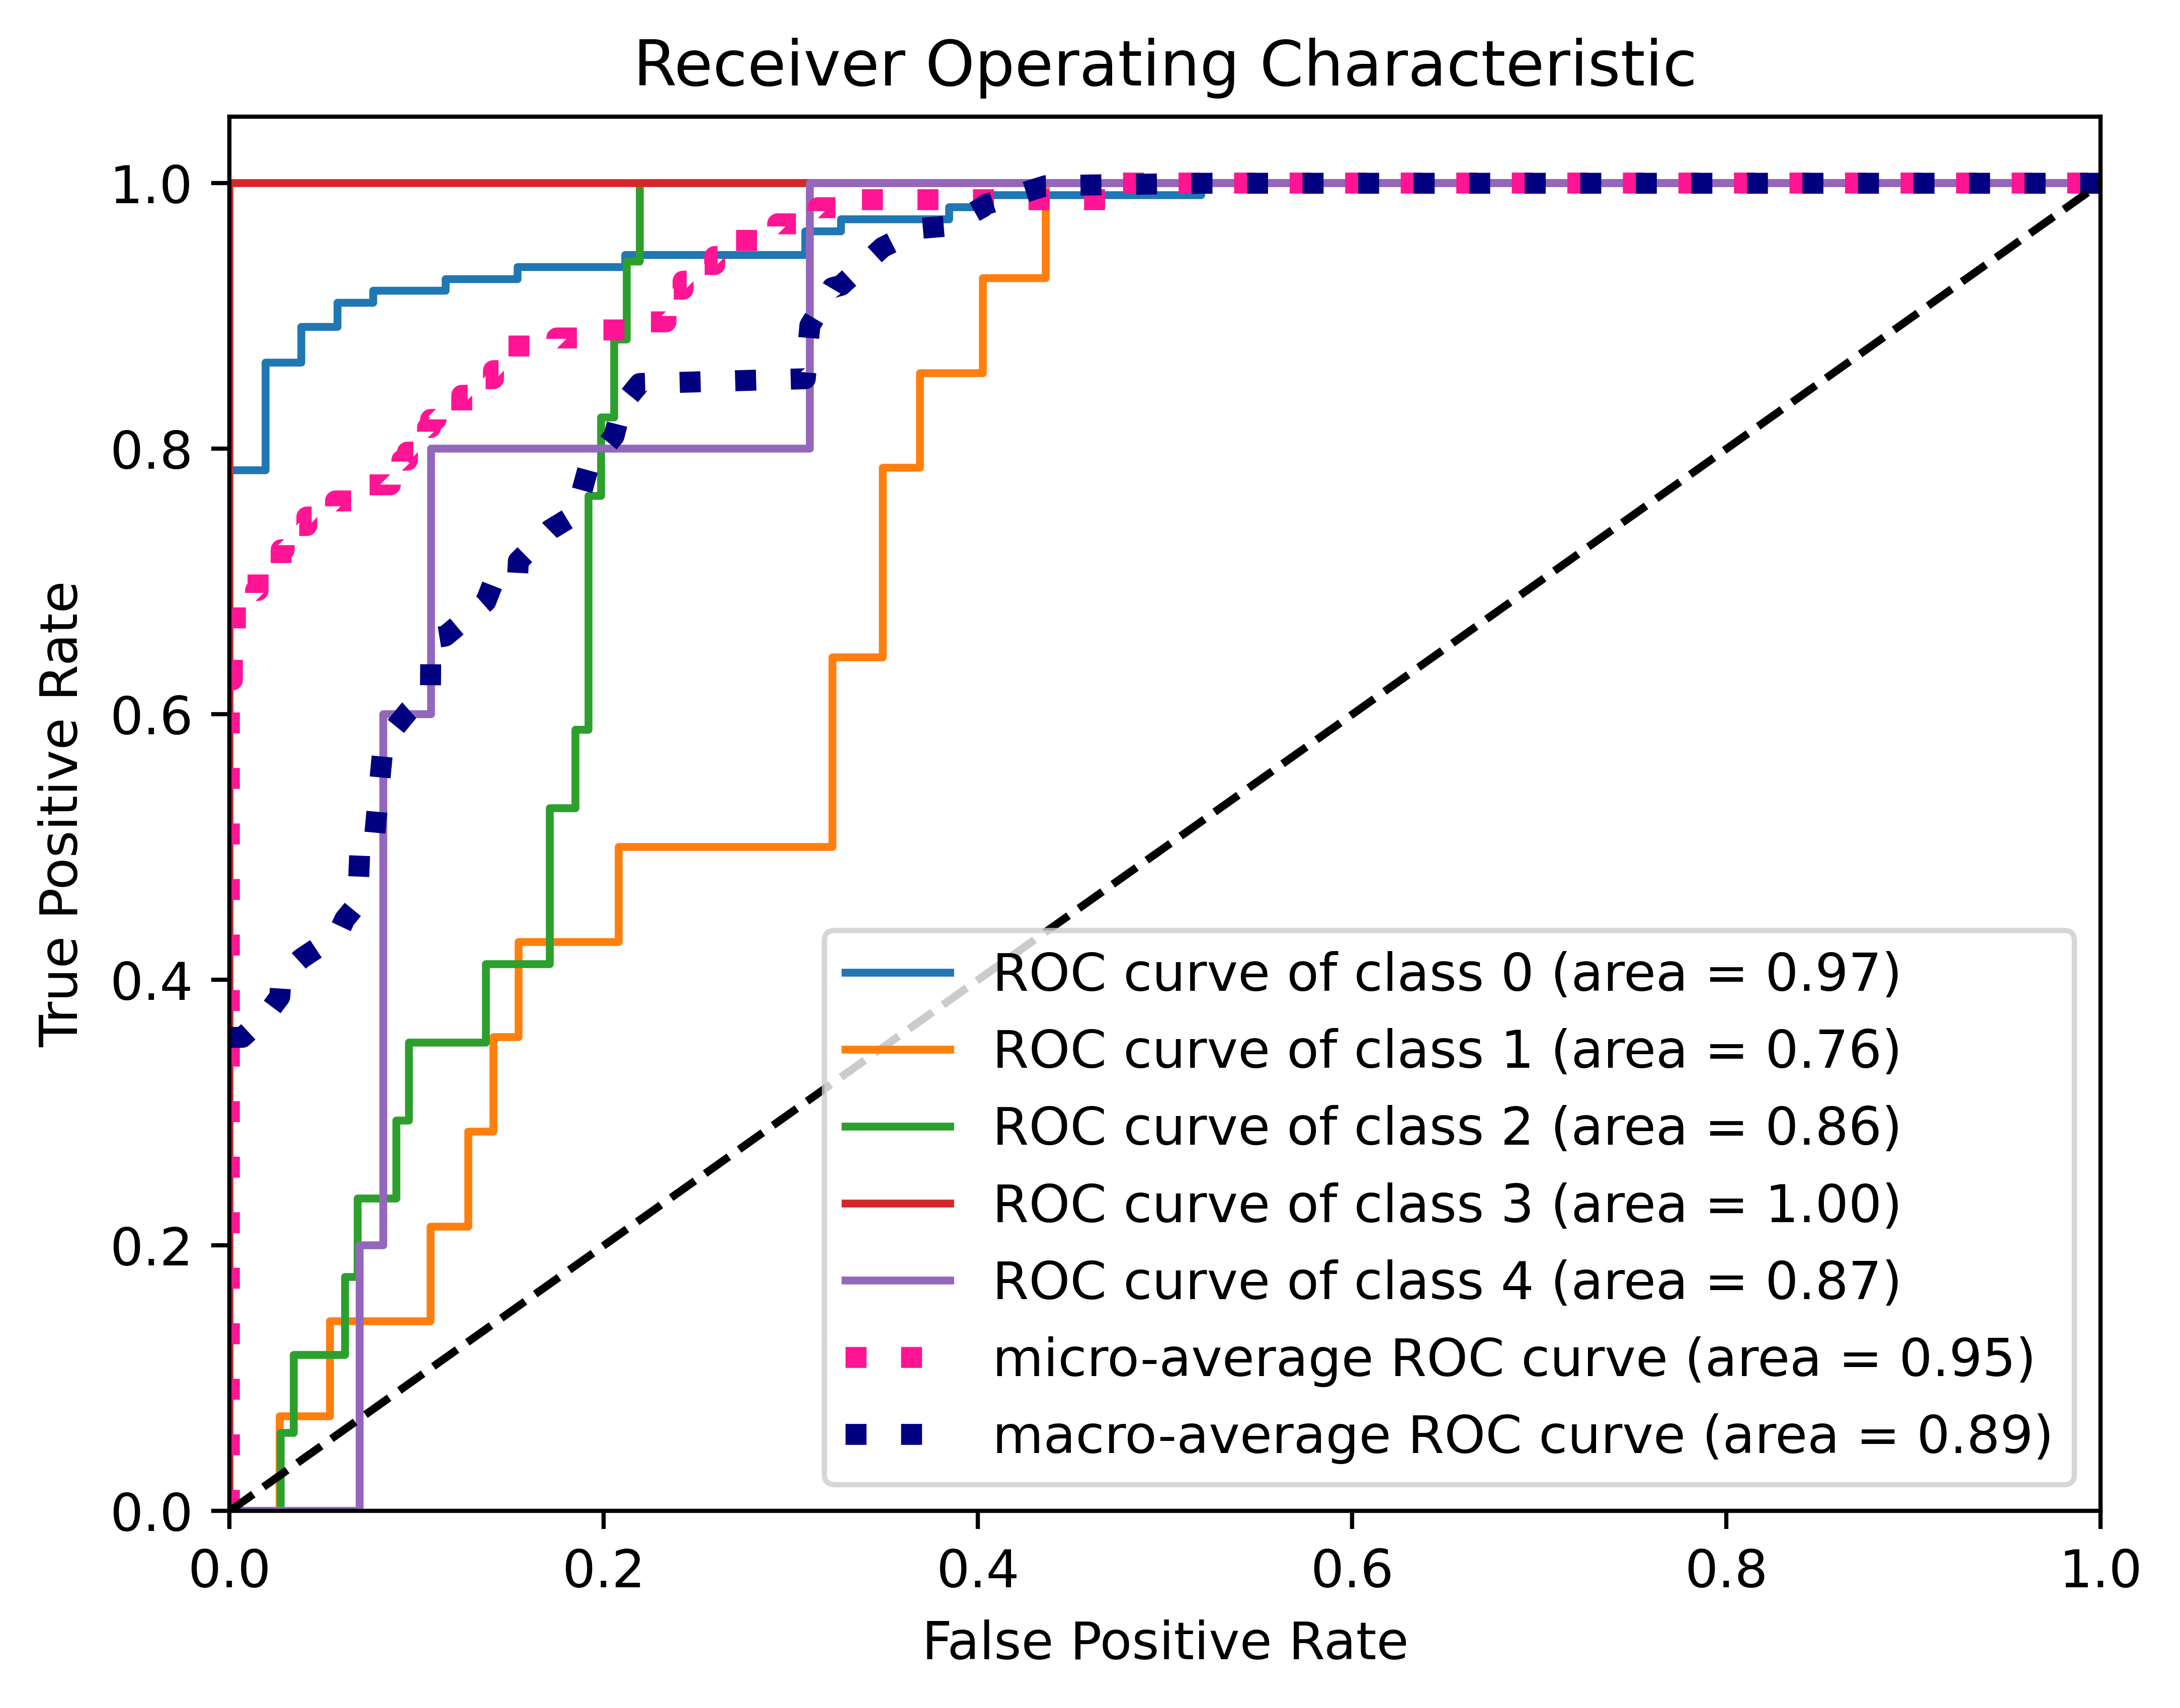 Receiver Operating Characteristic
1.0
0.8
0.6
0.4
0.2
0.0
True Positive Rate
ROC curve of class 0 (area = 0.97)
ROC curve of class 1 (area = 0.76)
ROC curve of class 2 (area = 0.86)
ROC curve of class 3 (area = 1.00)
ROC curve of class 4 (area = 0.87)
micro-average ROC curve (area = 0.95)
macro-average ROC curve (area = 0.89)
0.0 0.2 0.4 0.6 0.8 1.0
False Positive Rate